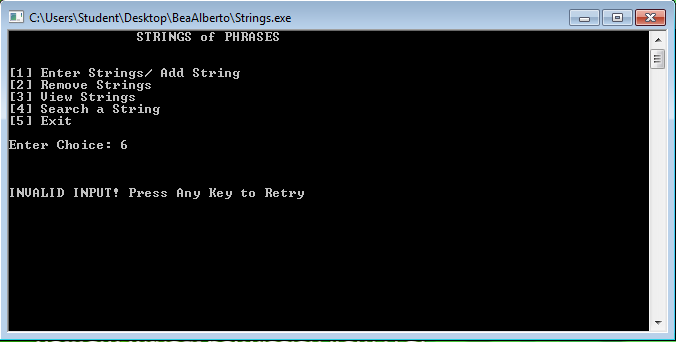 C:\Users\Student\Desktop\BeaAlberto\Strings.exe
STRINGS of PHRASES
[1] Enter Strings/ Add String
[2] Remove Strings
[3] View Strings
[4] Search a String
[5] Exit
Enter Choice: 6
INVALID INPUT! Press Any Key to Retry